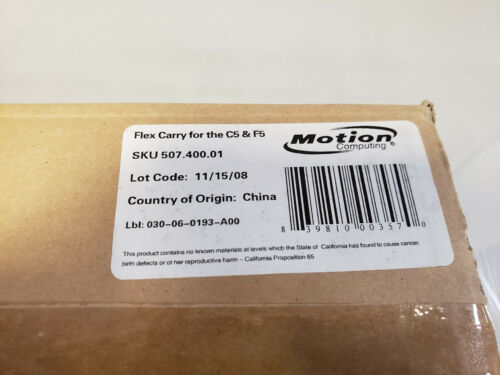 Flex Carry for the C5 & F5
Motion
Computing
SKU 507.400.01
Lot Code: 11/15/08
Country of Origin: China
Lbl: 030-06-0193-A00
8 39810 00357 0
This product contains no known materials at levels which the State of California has found to cause cancer,
birth defects or ot her reproductive harm - California Proposition 65